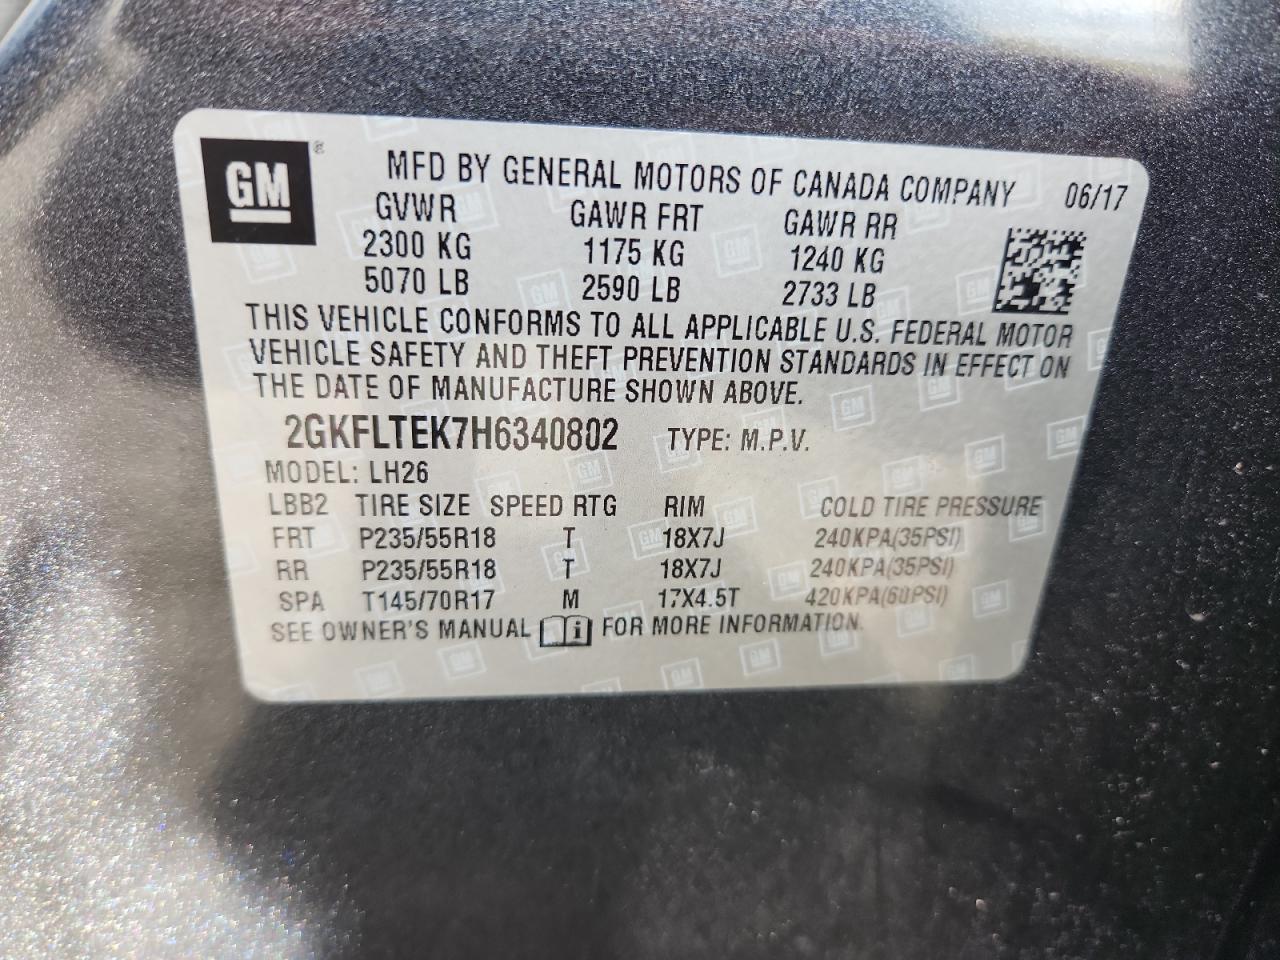 GM ®
MFD BY GENERAL MOTORS OF CANADA COMPANY 06/17
GVWR GAWR FRT GAWR RR
2300 KG 1175 KG 1240 KG
5070 LB 2590 LB 2733 LB
THIS VEHICLE CONFORMS TO ALL APPLICABLE U.S. FEDERAL MOTOR
VEHICLE SAFETY AND THEFT PREVENTION STANDARDS IN EFFECT ON
THE DATE OF MANUFACTURE SHOWN ABOVE.
2GKFLTEK7H6340802 TYPE: M.P.V.
MODEL: LH26
LBB2 TIRE SIZE SPEED RTG RIM COLD TIRE PRESSURE
FRT P235/55R18 T 18X7J 240KPA(35PSI)
RR P235/55R18 T 18X7J 240KPA(35PSI)
SPA T145/70R17 M 17X4.5T 420KPA(60PSI)
SEE OWNER'S MANUAL i FOR MORE INFORMATION.